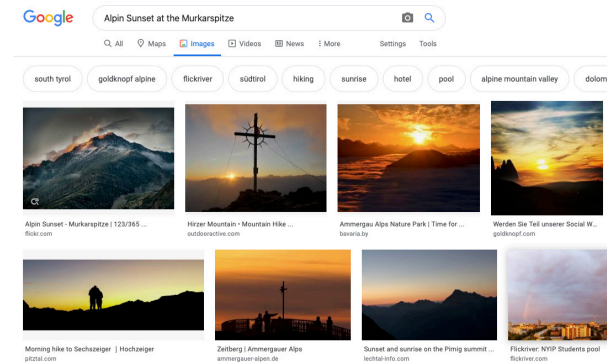 Google
Alpin Sunset at the Murkarspitze
All Maps Images Videos News More Settings Tools
south tyrol goldknopf alpine flickriver südtirol hiking sunrise hotel pool alpine mountain valley dolom
Alpin Sunset - Murkarspitze | 123/365 ...
flickr.com
Hirzer Mountain • Mountain Hike ...
outdooractive.com
Ammergau Alps Nature Park | Time for ...
bavaria.by
Werden Sie Teil unserer Social W...
goldknopf.com
Morning hike to Sechszeiger | Hochzeiger
pitztal.com
Zeitberg | Ammergauer Alps
ammergauer-alpen.de
Sunset and sunrise on the Pirnig summit ...
lechtal-info.com
Flickriver: NYIP Students pool
flickriver.com